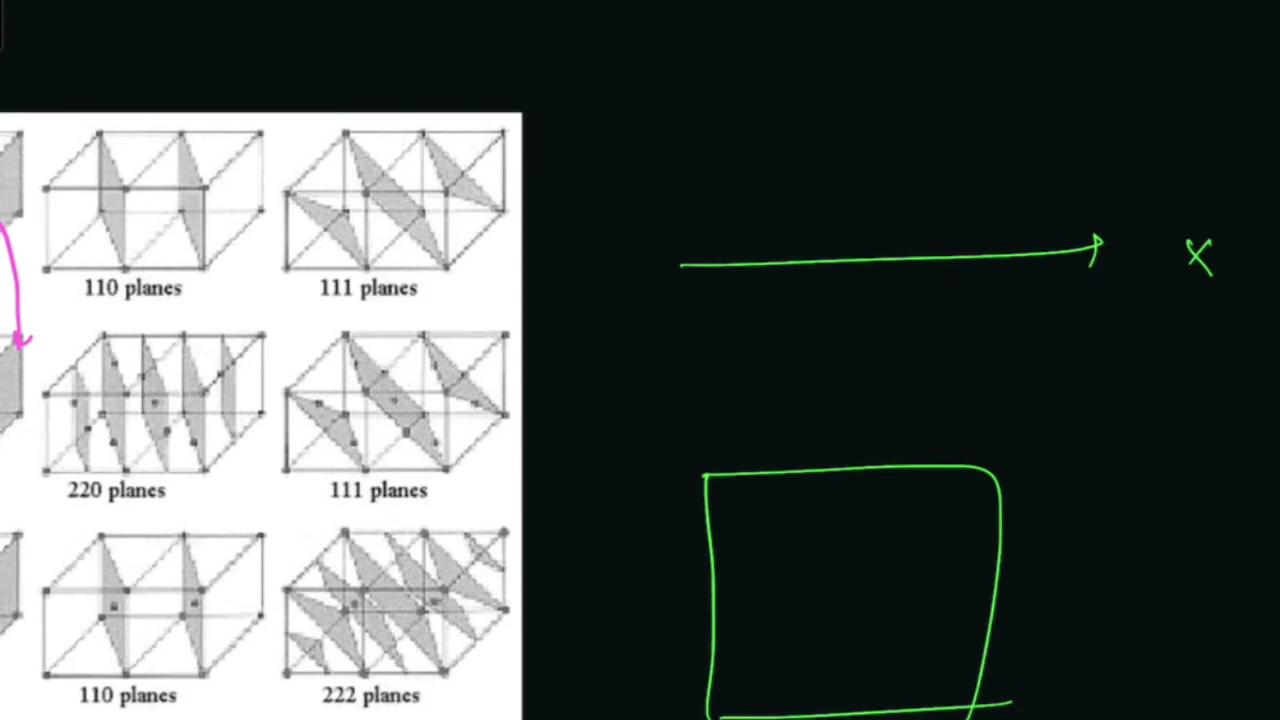 110 planes
111 planes
x
220 planes
111 planes
110 planes
222 planes